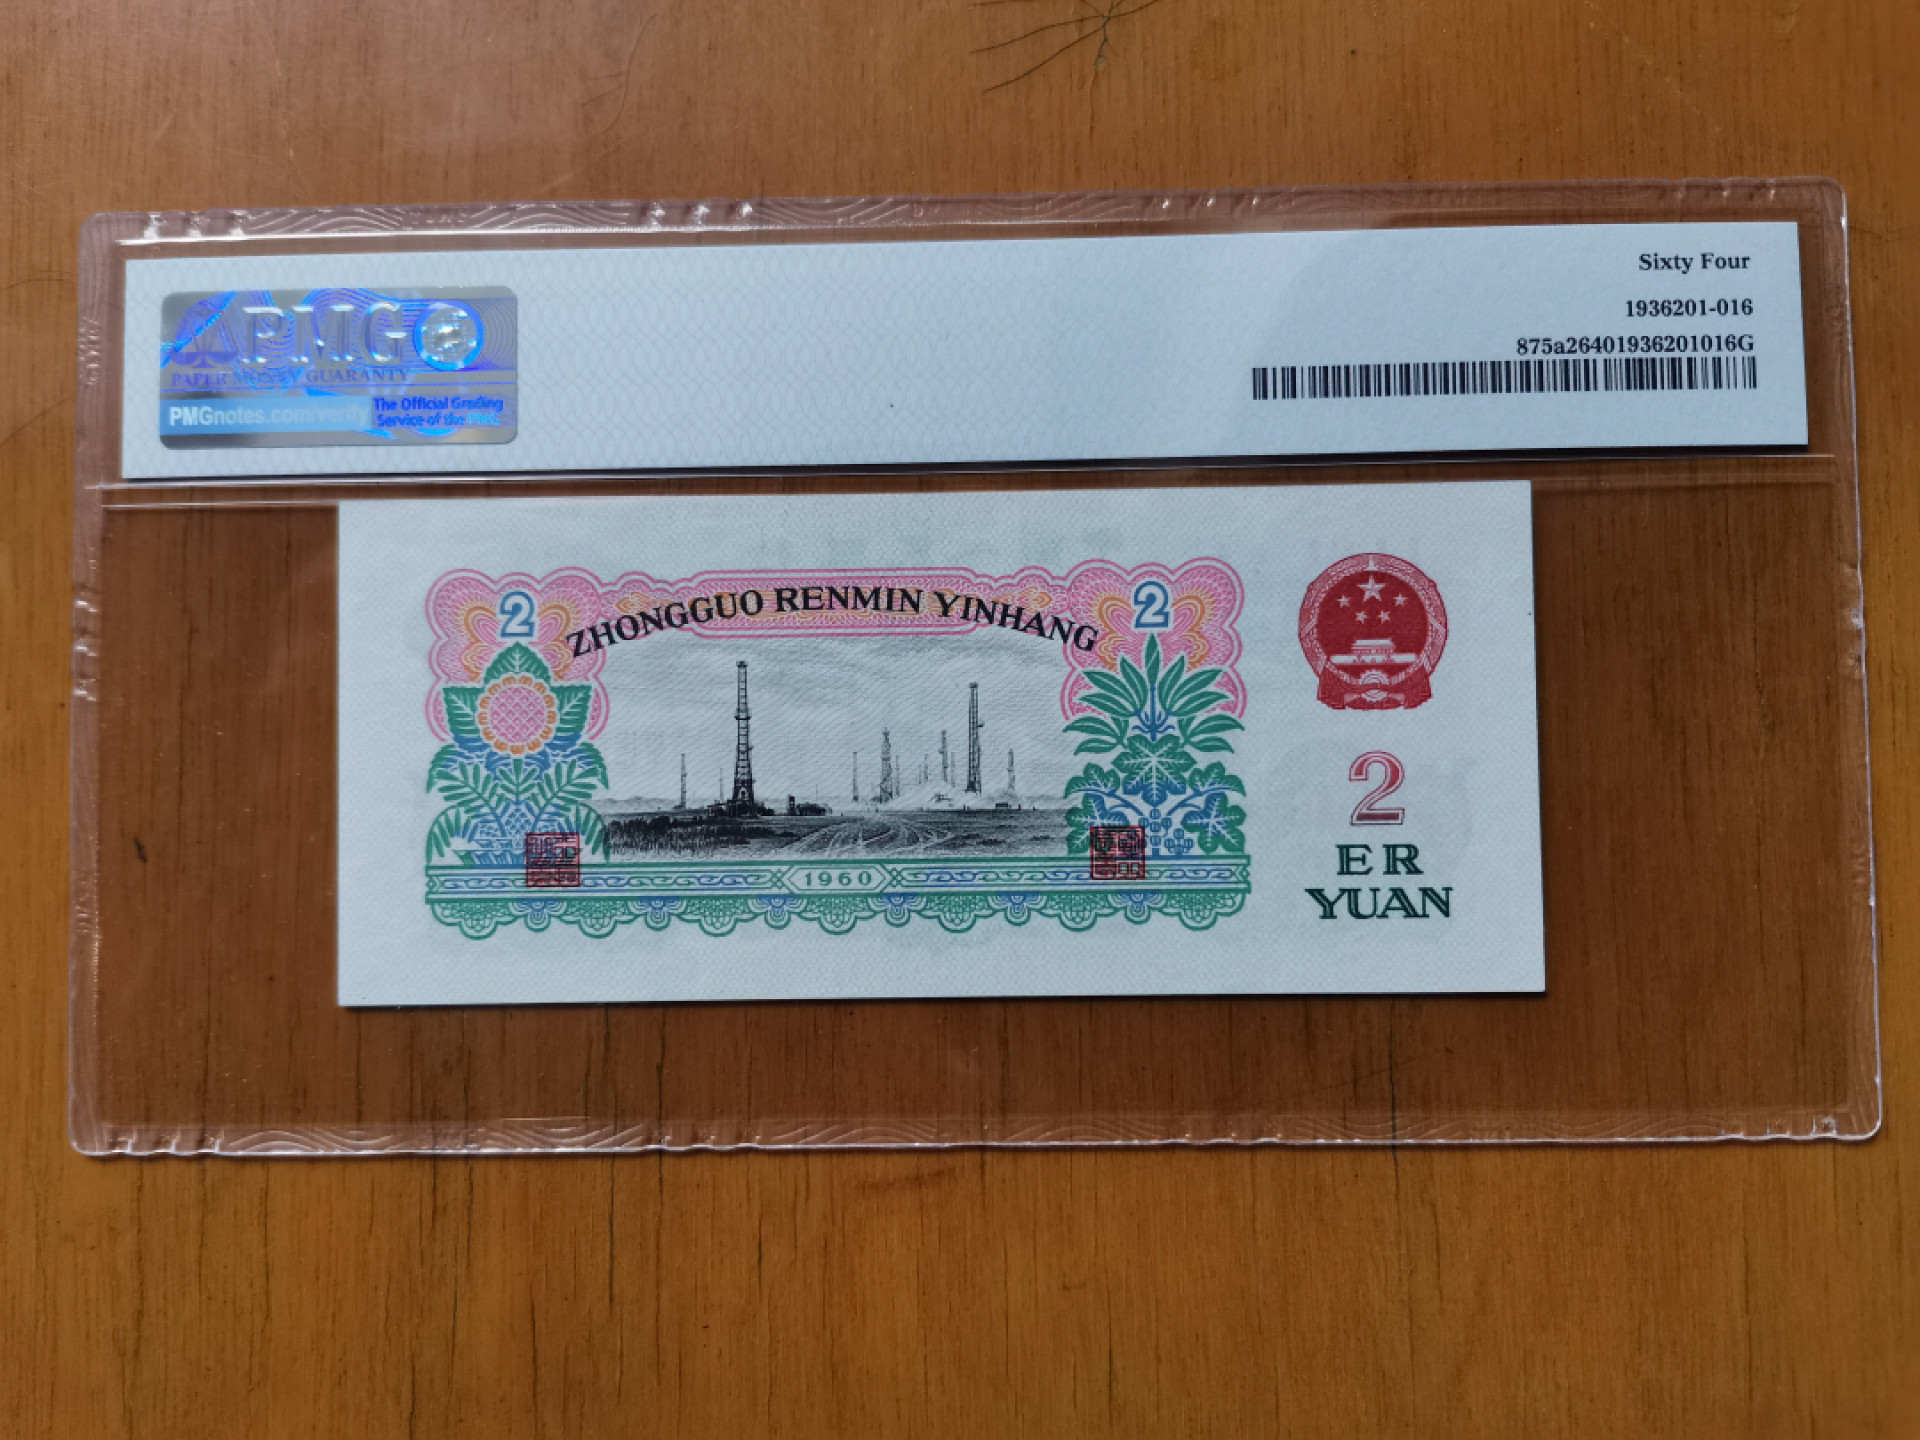 Sixty Four
1936201-016
875a26401936201016G
PMG
PAPER MONEY GUARANTY
PMGnotes.com/verify
The Official Grading
Service of the PNG
ZHONGGUO RENMIN YINHANG
2
2
1960
2
ER
YUAN